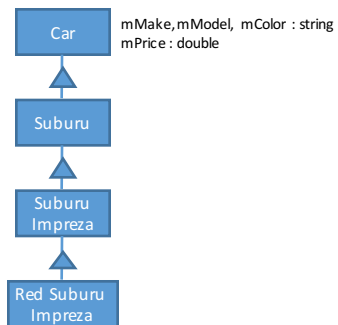 Car
mMake, mModel, mColor : string
mPrice : double
Suburu
Suburu
Impreza
Red Suburu
Impreza